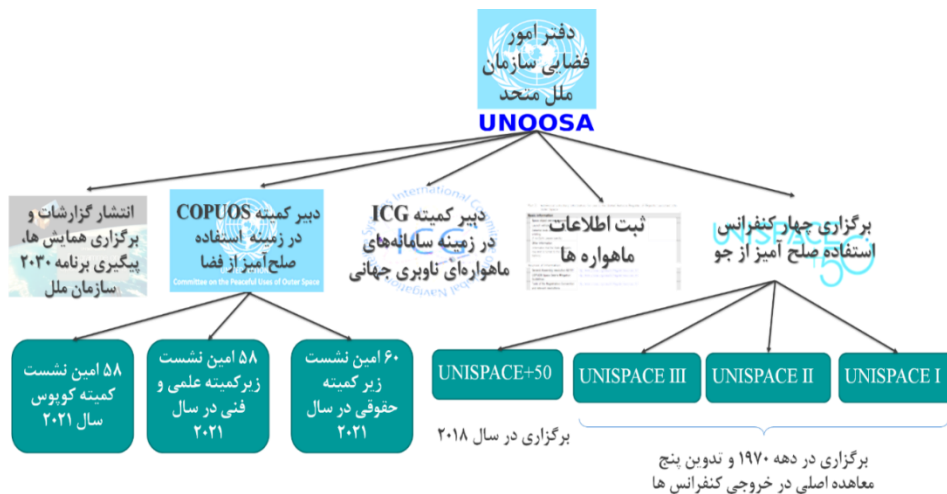 دفتر امور
فضایی سازمان
ملل متحد
UNOOSA
برگزاری چهار کنفرانس
استفاده صلح آمیز از جو
UNISPACE
+50
ثبت اطلاعات
ماهواره ها
دبیر کمیته ICG
در زمینه سامانه‌های
ماهواره‌ای ناوبری جهانی
دبیر کمیته COPUOS
در زمینه استفاده
صلح‌آمیز از فضا
Committee on the Peaceful Uses of Outer Space
انتشار گزارشات و
برگزاری همایش ها،
پیگیری برنامه ۲۰۳۰
سازمان ملل
UNISPACE I
UNISPACE II
UNISPACE III
UNISPACE+50
۶۰ امین نشست
زیر کمیته
حقوقی در سال
۲۰۲۱
۵۸ امین نشست
زیرکمیته علمی و
فنی در سال
۲۰۲۱
۵۸ امین نشست
کمیته کوپوس
سال ۲۰۲۱
برگزاری در دهه ۱۹۷۰ و تدوین پنج
معاهده اصلی در خروجی کنفرانس ها
برگزاری در سال ۲۰۱۸